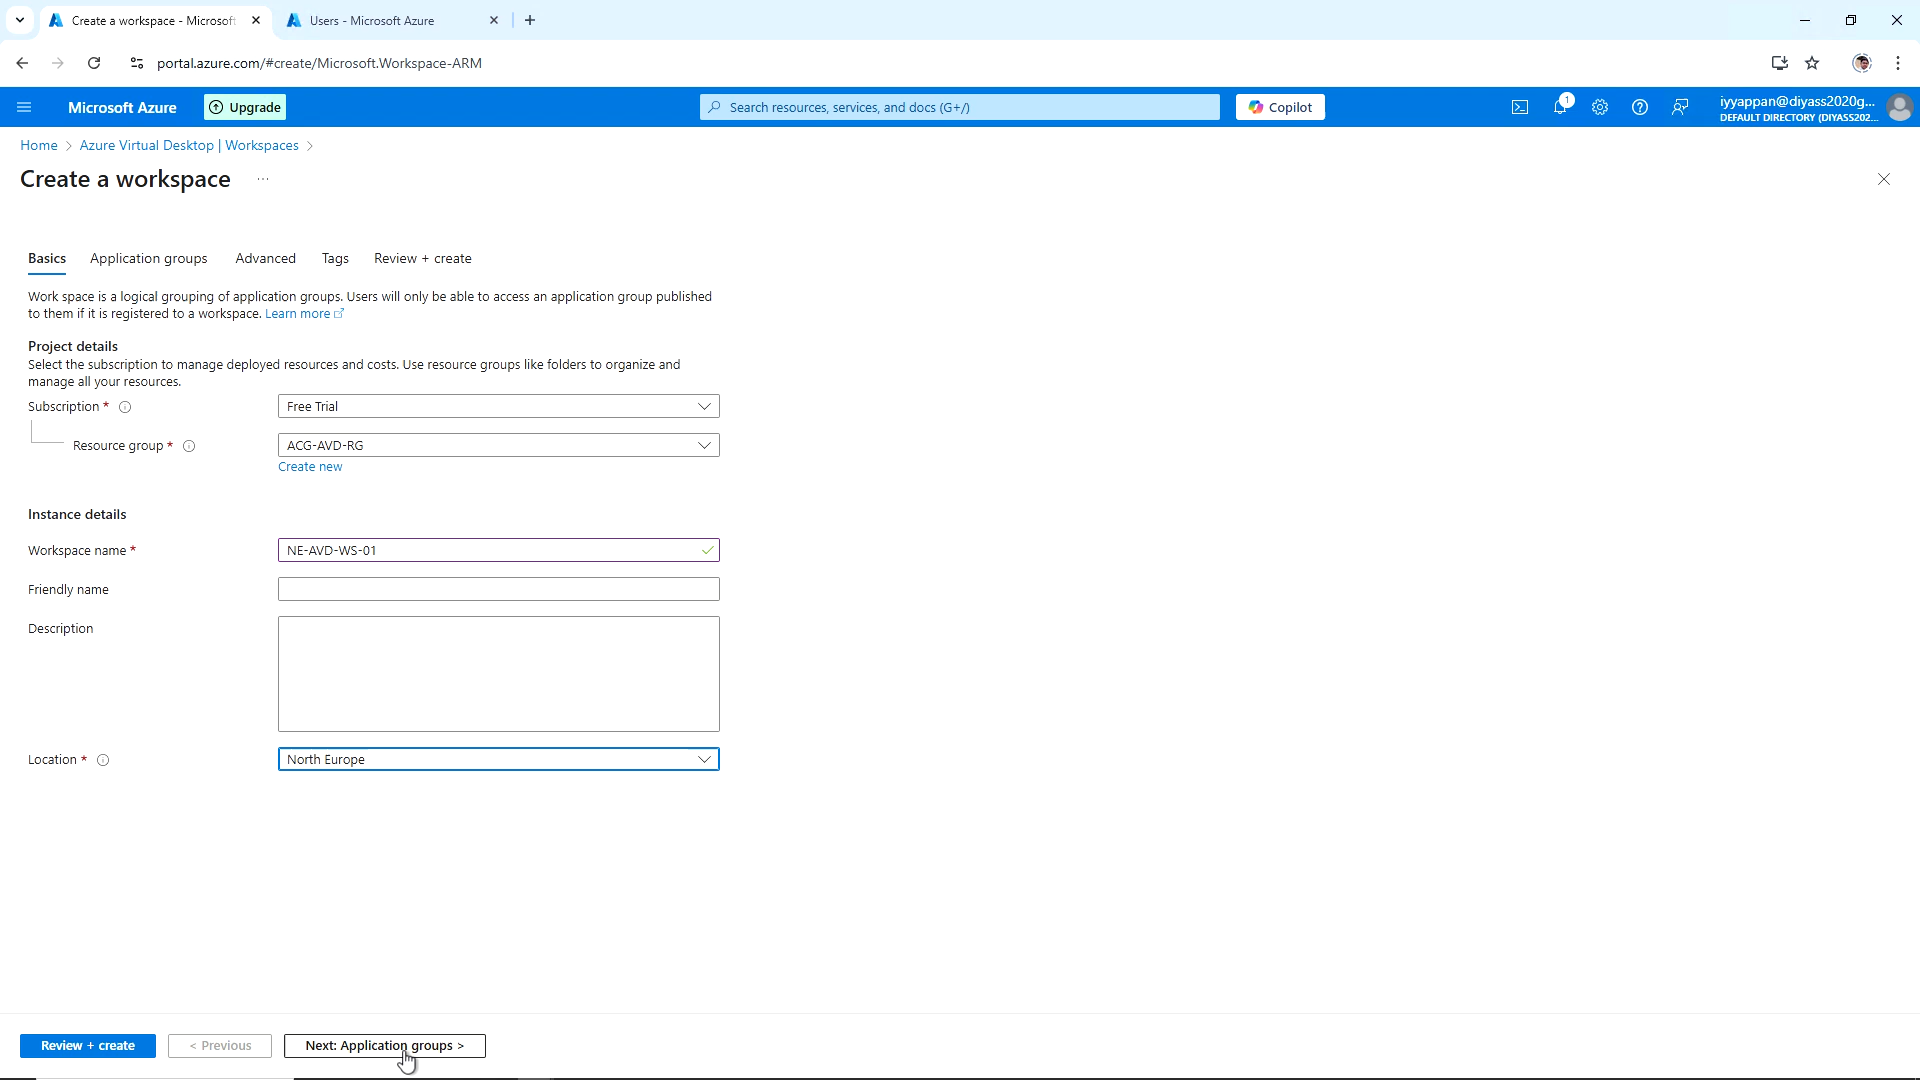 Create a workspace - Microsoft
Users - Microsoft Azure
portal.azure.com/#create/Microsoft.Workspace-ARM
Microsoft Azure
Upgrade
Search resources, services, and docs (G+/)
Copilot
1
iyyappan@diyass2020g...
DEFAULT DIRECTORY (DIYASS202...
Home > Azure Virtual Desktop | Workspaces >
Create a workspace ...
Basics
Application groups
Advanced
Tags
Review + create
Work space is a logical grouping of application groups. Users will only be able to access an application group published
to them if it is registered to a workspace. Learn more
Project details
Select the subscription to manage deployed resources and costs. Use resource groups like folders to organize and
manage all your resources.
Subscription *
Free Trial
Resource group *
ACG-AVD-RG
Create new
Instance details
Workspace name *
NE-AVD-WS-01
Friendly name
Description
Location *
North Europe
Review + create
< Previous
Next: Application groups >